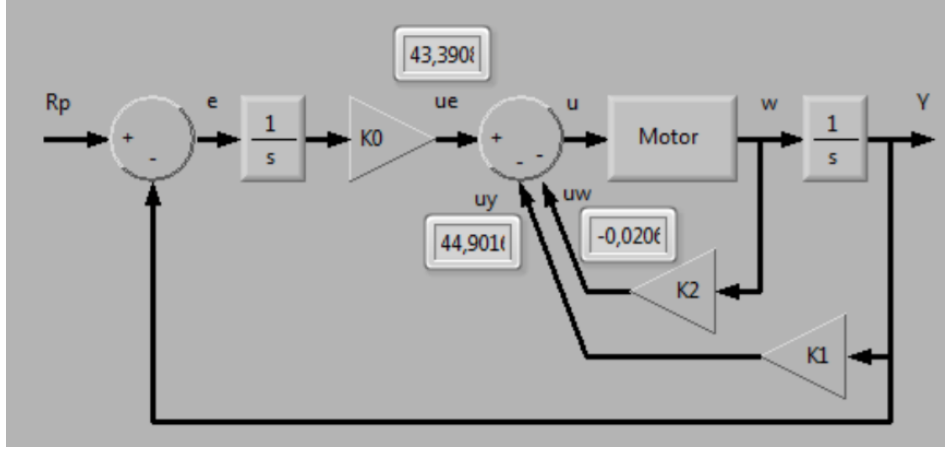 43,3908
Rp
e
ue
u
w
Y
+
-
1
s
K0
+
-
-
Motor
1
s
uy
uw
44,9016
-0,0206
K2
K1